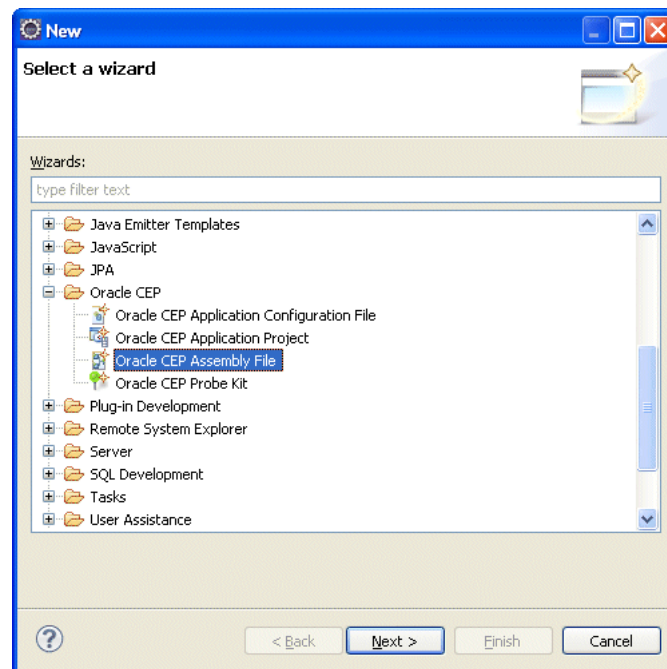 New
Select a wizard
Wizards:
type filter text
Java Emitter Templates
JavaScript
JPA
Oracle CEP
Oracle CEP Application Configuration File
Oracle CEP Application Project
Oracle CEP Assembly File
Oracle CEP Probe Kit
Plug-in Development
Remote System Explorer
Server
SQL Development
Tasks
User Assistance
? < Back Next > Finish Cancel